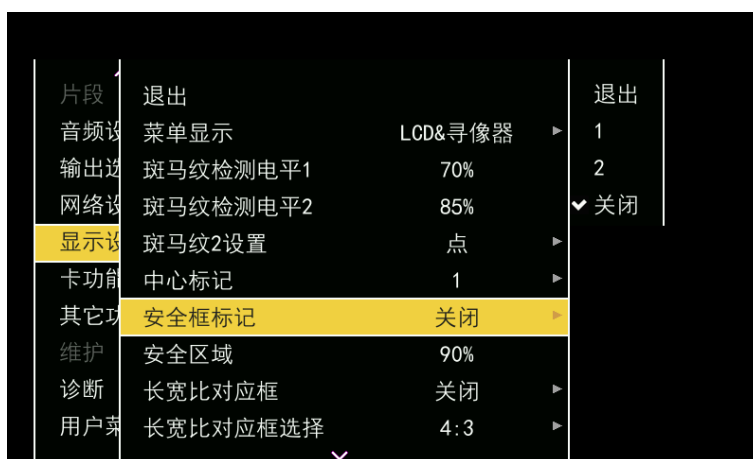 片段
音频设
输出选
网络设
显示设
卡功能
其它功
维护
诊断
用户菜
退出
菜单显示 LCD&寻像器
斑马纹检测电平1 70%
斑马纹检测电平2 85%
斑马纹2设置 点
中心标记 1
安全框标记 关闭
安全区域 90%
长宽比对应框 关闭
长宽比对应框选择 4:3
退出
1
2
关闭